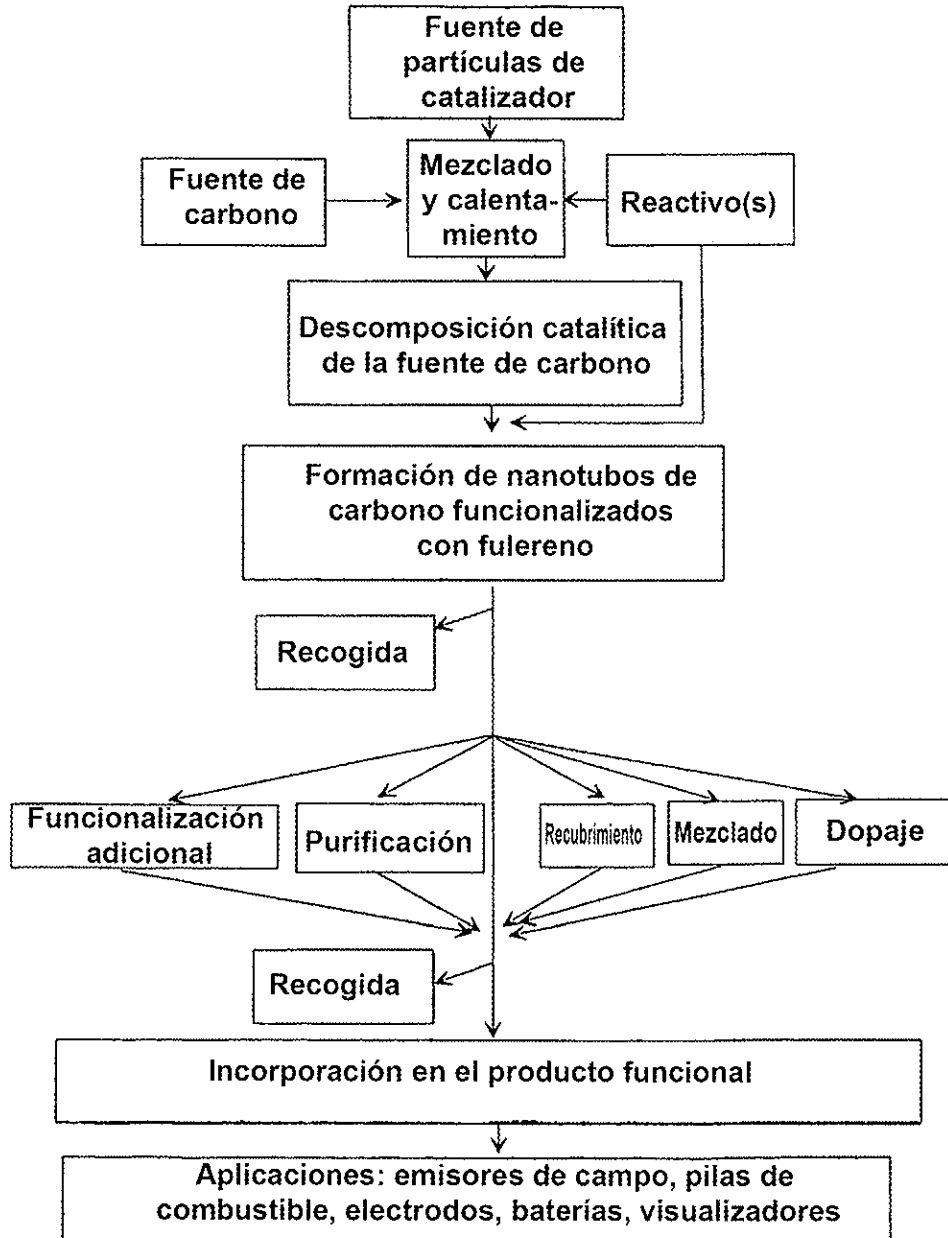 Fuente de
partículas de
catalizador
Fuente de
carbono
Mezclado
y calenta-
miento
Reactivo(s)
Descomposición catalítica
de la fuente de carbono
Formación de nanotubos de
carbono funcionalizados
con fulereno
Recogida
Funcionalización
adicional
Purificación
Recubrimiento
Mezclado
Dopaje
Recogida
Incorporación en el producto funcional
Aplicaciones: emisores de campo, pilas de
combustible, electrodos, baterías, visualizadores